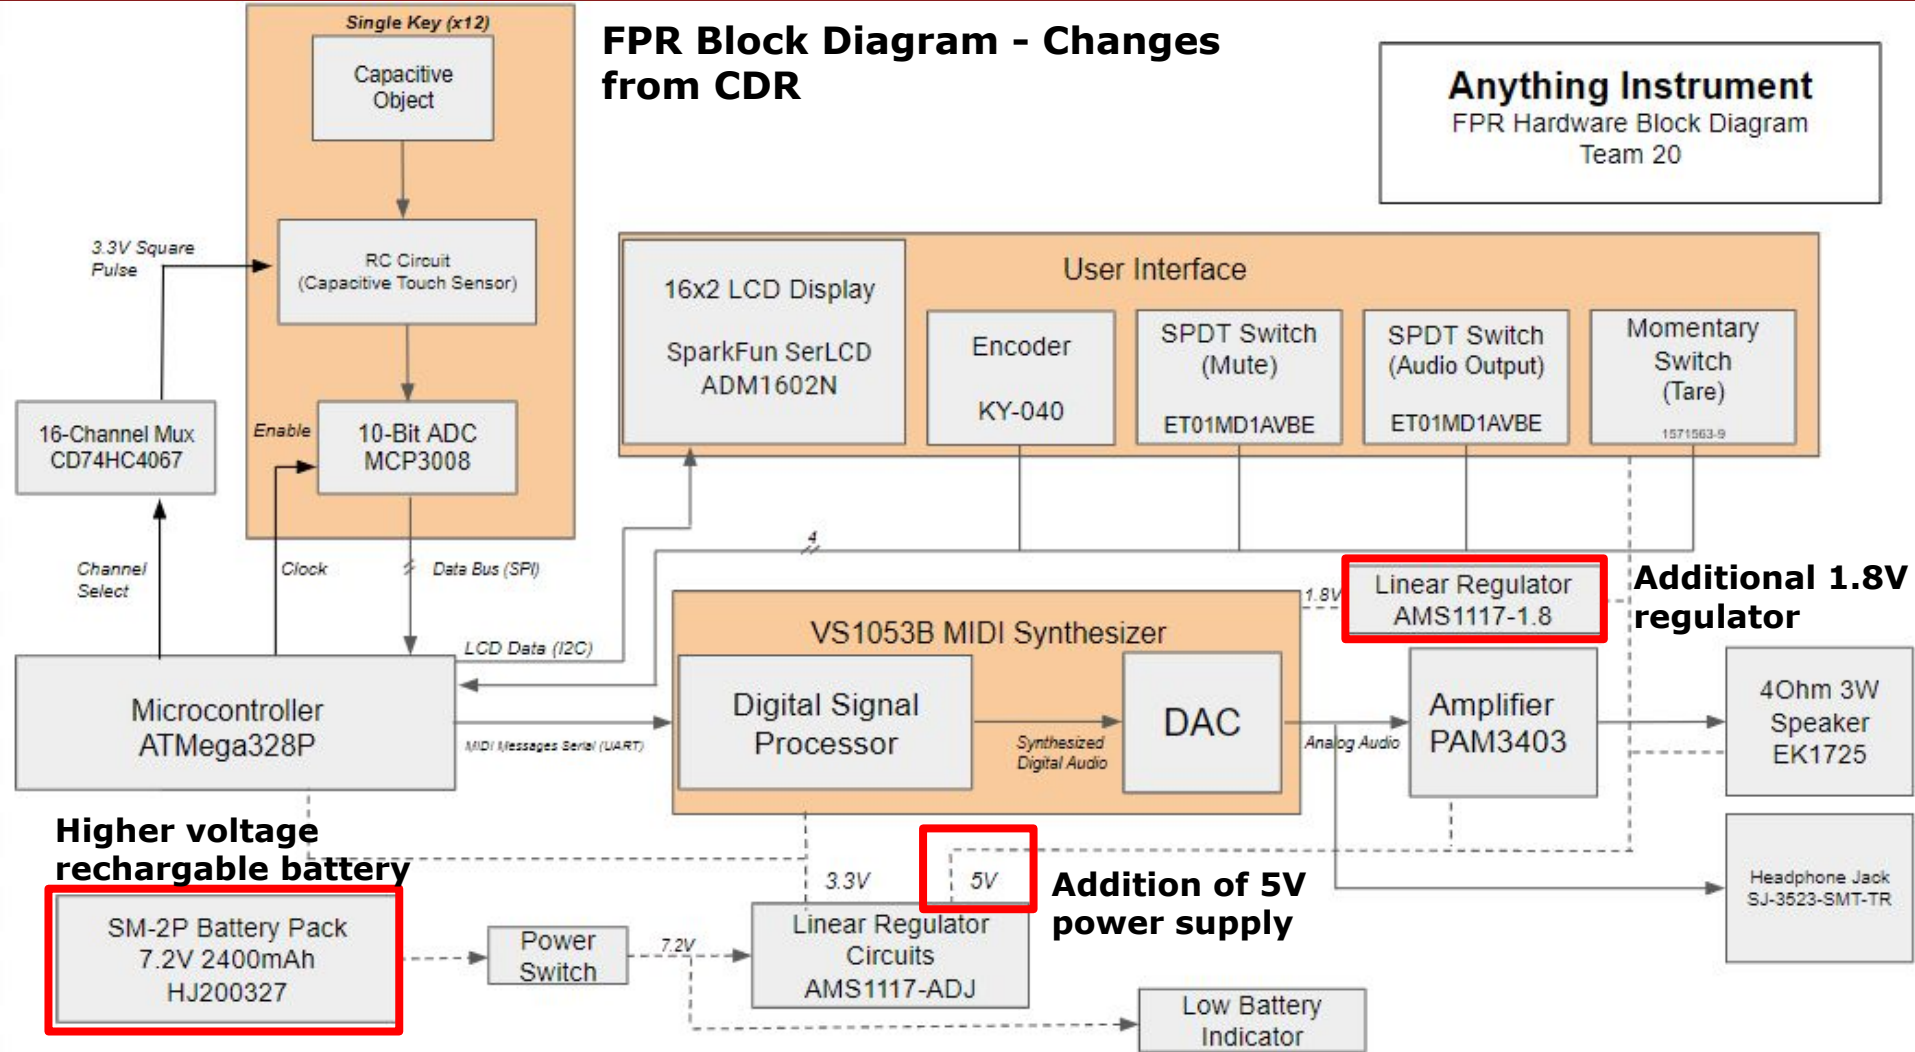 FPR Block Diagram - Changes
from CDR
Anything Instrument
FPR Hardware Block Diagram
Team 20
Single Key (x12)
Capacitive
Object
3.3V Square
Pulse
RC Circuit
(Capacitive Touch Sensor)
16-Channel Mux
CD74HC4067
Enable
10-Bit ADC
MCP3008
Channel
Select
Clock
Data Bus (SPI)
User Interface
16x2 LCD Display
SparkFun SerLCD
ADM1602N
Encoder
KY-040
SPDT Switch
(Mute)
ET01MD1AVBE
SPDT Switch
(Audio Output)
ET01MD1AVBE
Momentary
Switch
(Tare)
1571563-9
4
LCD Data (I2C)
1.8V
Linear Regulator
AMS1117-1.8
Additional 1.8V
regulator
Microcontroller
ATMega328P
MIDI Messages Serial (UART)
VS1053B MIDI Synthesizer
Digital Signal
Processor
Synthesized
Digital Audio
DAC
Analog Audio
Amplifier
PAM3403
4Ohm 3W
Speaker
EK1725
Headphone Jack
SJ-3523-SMT-TR
Higher voltage
rechargable battery
SM-2P Battery Pack
7.2V 2400mAh
HJ200327
Power
Switch
7.2V
3.3V
5V
Addition of 5V
power supply
Linear Regulator
Circuits
AMS1117-ADJ
Low Battery
Indicator